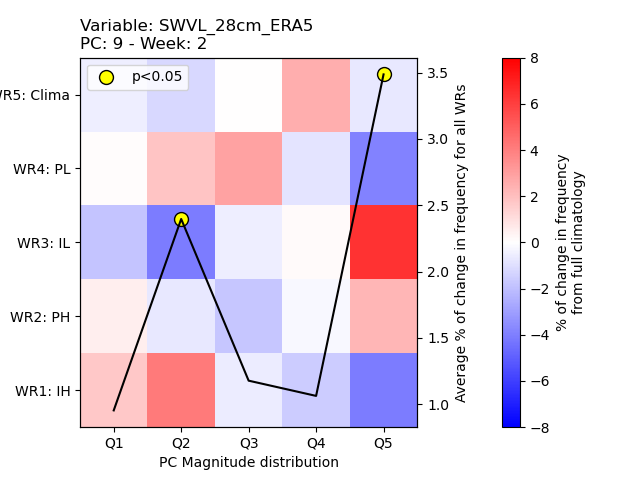 Variable: SWVL_28cm_ERA5
PC: 9 - Week: 2
p<0.05
WR5: Clima
WR4: PL
WR3: IL
WR2: PH
WR1: IH
Q1 Q2 Q3 Q4 Q5
PC Magnitude distribution
3.5
3.0
2.5
2.0
1.5
1.0
Average % of change in frequency for all WRs
8
6
4
2
0
−2
−4
−6
−8
% of change in frequency
from full climatology